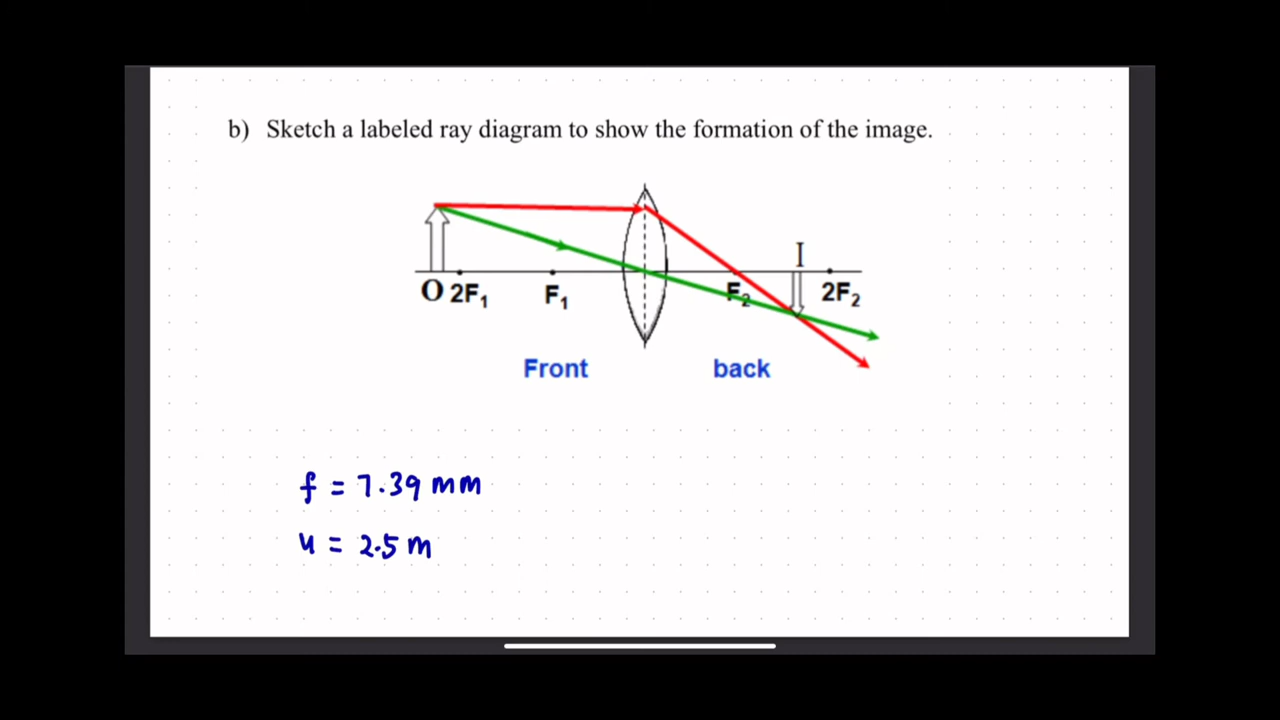 b) Sketch a labeled ray diagram to show the formation of the image.
I
O 2F₁ F₁ F₂ 2F₂
Front back
f = 7.39 mm
u = 2.5 m